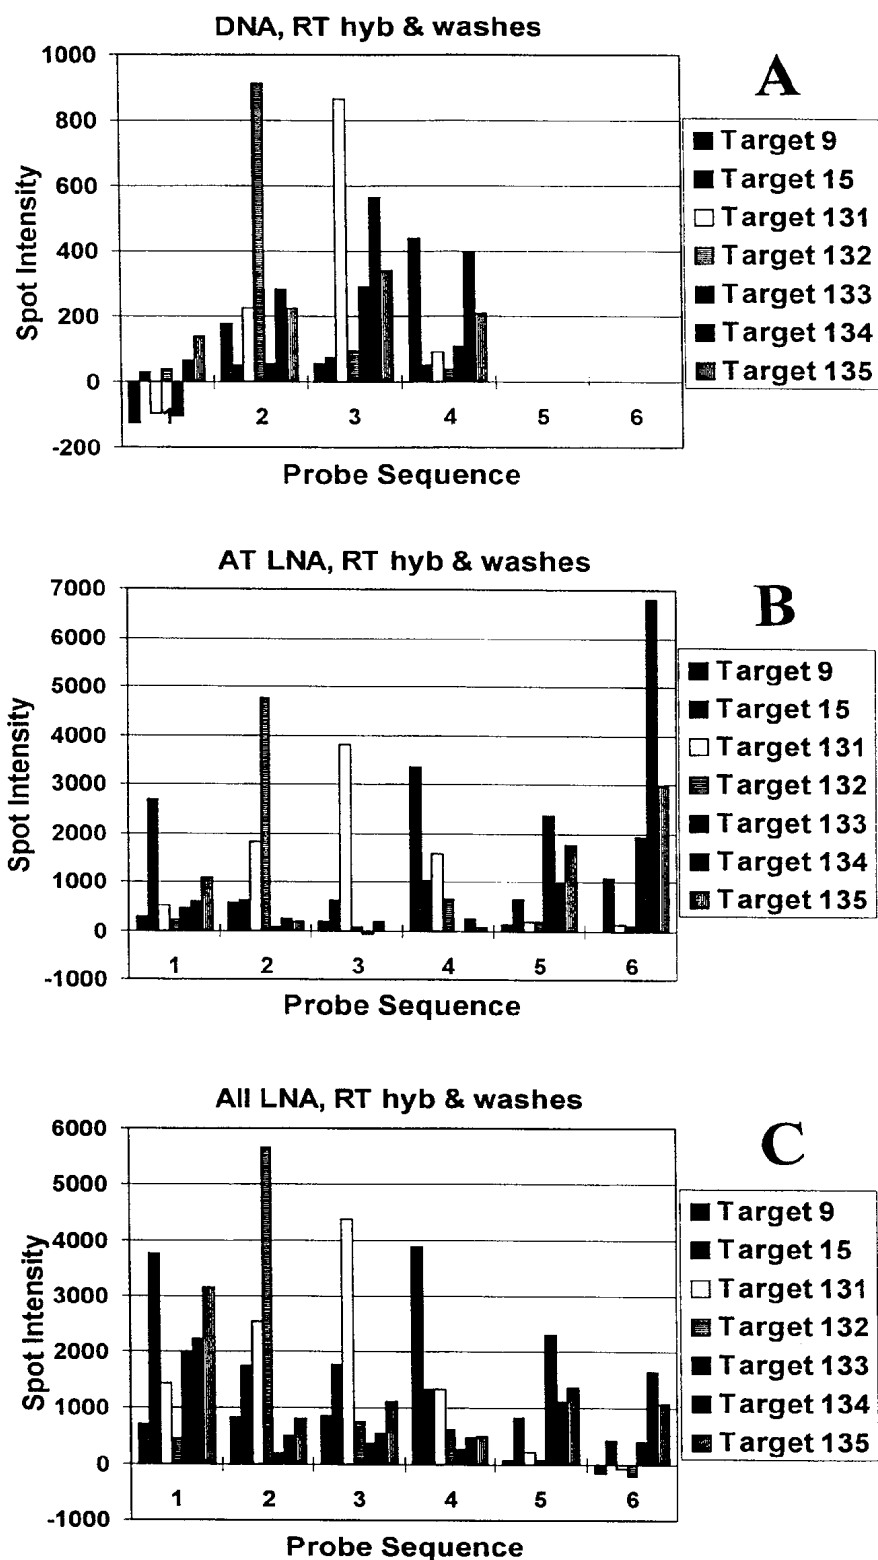 DNA, RT hyb & washes
A
1000
800
600
400
200
0
-200
Spot Intensity
1 2 3 4 5 6
Probe Sequence
Target 9
Target 15
Target 131
Target 132
Target 133
Target 134
Target 135
AT LNA, RT hyb & washes
B
7000
6000
5000
4000
3000
2000
1000
0
-1000
Spot Intensity
1 2 3 4 5 6
Probe Sequence
Target 9
Target 15
Target 131
Target 132
Target 133
Target 134
Target 135
All LNA, RT hyb & washes
C
6000
5000
4000
3000
2000
1000
0
-1000
Spot Intensity
1 2 3 4 5 6
Probe Sequence
Target 9
Target 15
Target 131
Target 132
Target 133
Target 134
Target 135